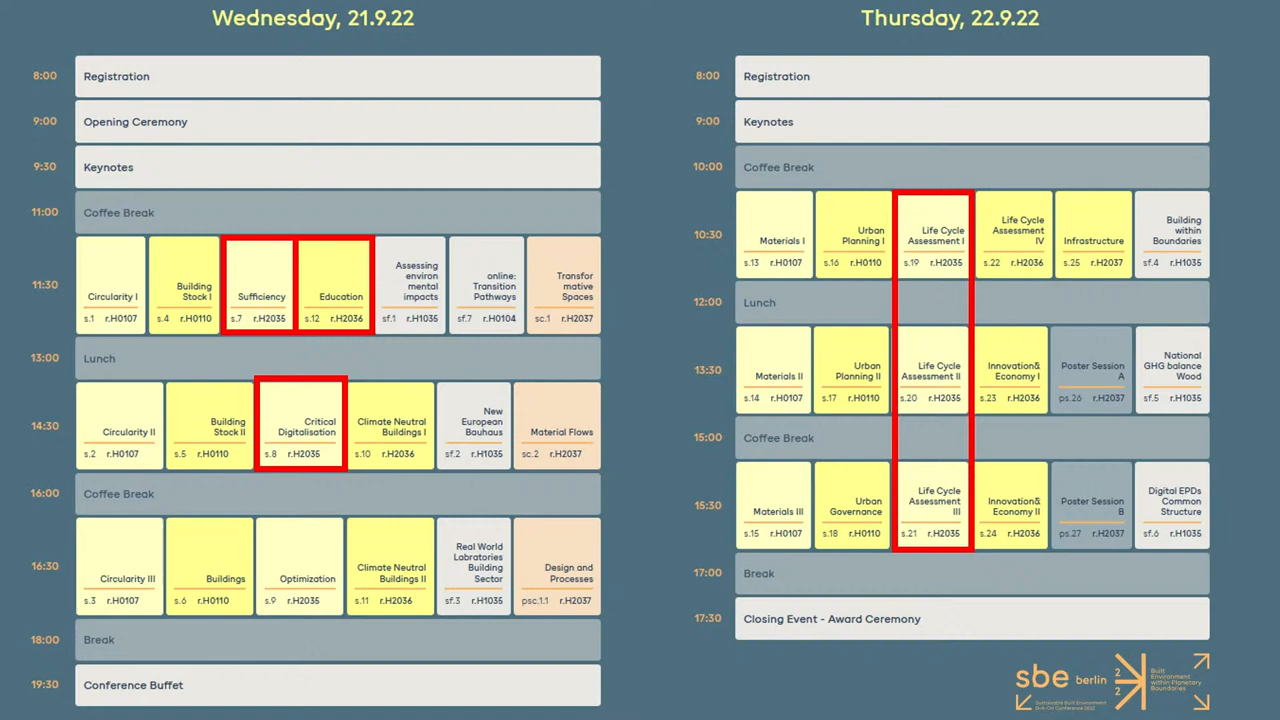 Wednesday, 21.9.22
8:00 Registration
9:00 Opening Ceremony
9:30 Keynotes
11:00 Coffee Break
11:30
Circularity I
s.1 r.H0107
Building
Stock I
s.4 r.H0110
Sufficiency
s.7 r.H2035
Education
s.12 r.H2036
Assessing
environ
mental
impacts
sf.1 r.H1035
online:
Transition
Pathways
sf.7 r.H0104
Transfor
mative
Spaces
sc.1 r.H2037
13:00 Lunch
14:30
Circularity II
s.2 r.H0107
Building
Stock II
s.5 r.H0110
Critical
Digitalisation
s.8 r.H2035
Climate Neutral
Buildings I
s.10 r.H2036
New
European
Bauhaus
sf.2 r.H1035
Material Flows
sc.2 r.H2037
16:00 Coffee Break
16:30
Circularity III
s.3 r.H0107
Buildings
s.6 r.H0110
Optimization
s.9 r.H2035
Climate Neutral
Buildings II
s.11 r.H2036
Real World
Labratories
Building
Sector
sf.3 r.H1035
Design and
Processes
psc.1.1 r.H2037
18:00 Break
19:30 Conference Buffet
Thursday, 22.9.22
8:00 Registration
9:00 Keynotes
10:00 Coffee Break
10:30
Materials I
s.13 r.H0107
Urban
Planning I
s.16 r.H0110
Life Cycle
Assessment I
s.19 r.H2035
Life Cycle
Assessment
IV
s.22 r.H2036
Infrastructure
s.25 r.H2037
Building
within
Boundaries
sf.4 r.H1035
12:00 Lunch
13:30
Materials II
s.14 r.H0107
Urban
Planning II
s.17 r.H0110
Life Cycle
Assessment II
s.20 r.H2035
Innovation&
Economy I
s.23 r.H2036
Poster Session
A
ps.26 r.H2037
National
GHG balance
Wood
sf.5 r.H1035
15:00 Coffee Break
15:30
Materials III
s.15 r.H0107
Urban
Governance
s.18 r.H0110
Life Cycle
Assessment
III
s.21 r.H2035
Innovation&
Economy II
s.24 r.H2036
Poster Session
B
ps.27 r.H2037
Digital EPDs
Common
Structure
sf.6 r.H1035
17:00 Break
17:30 Closing Event - Award Ceremony
sbe berlin
22
Built
Environment
within Planetary
Boundaries
Sustainable Built Environment
D-A-CH Conference 2022